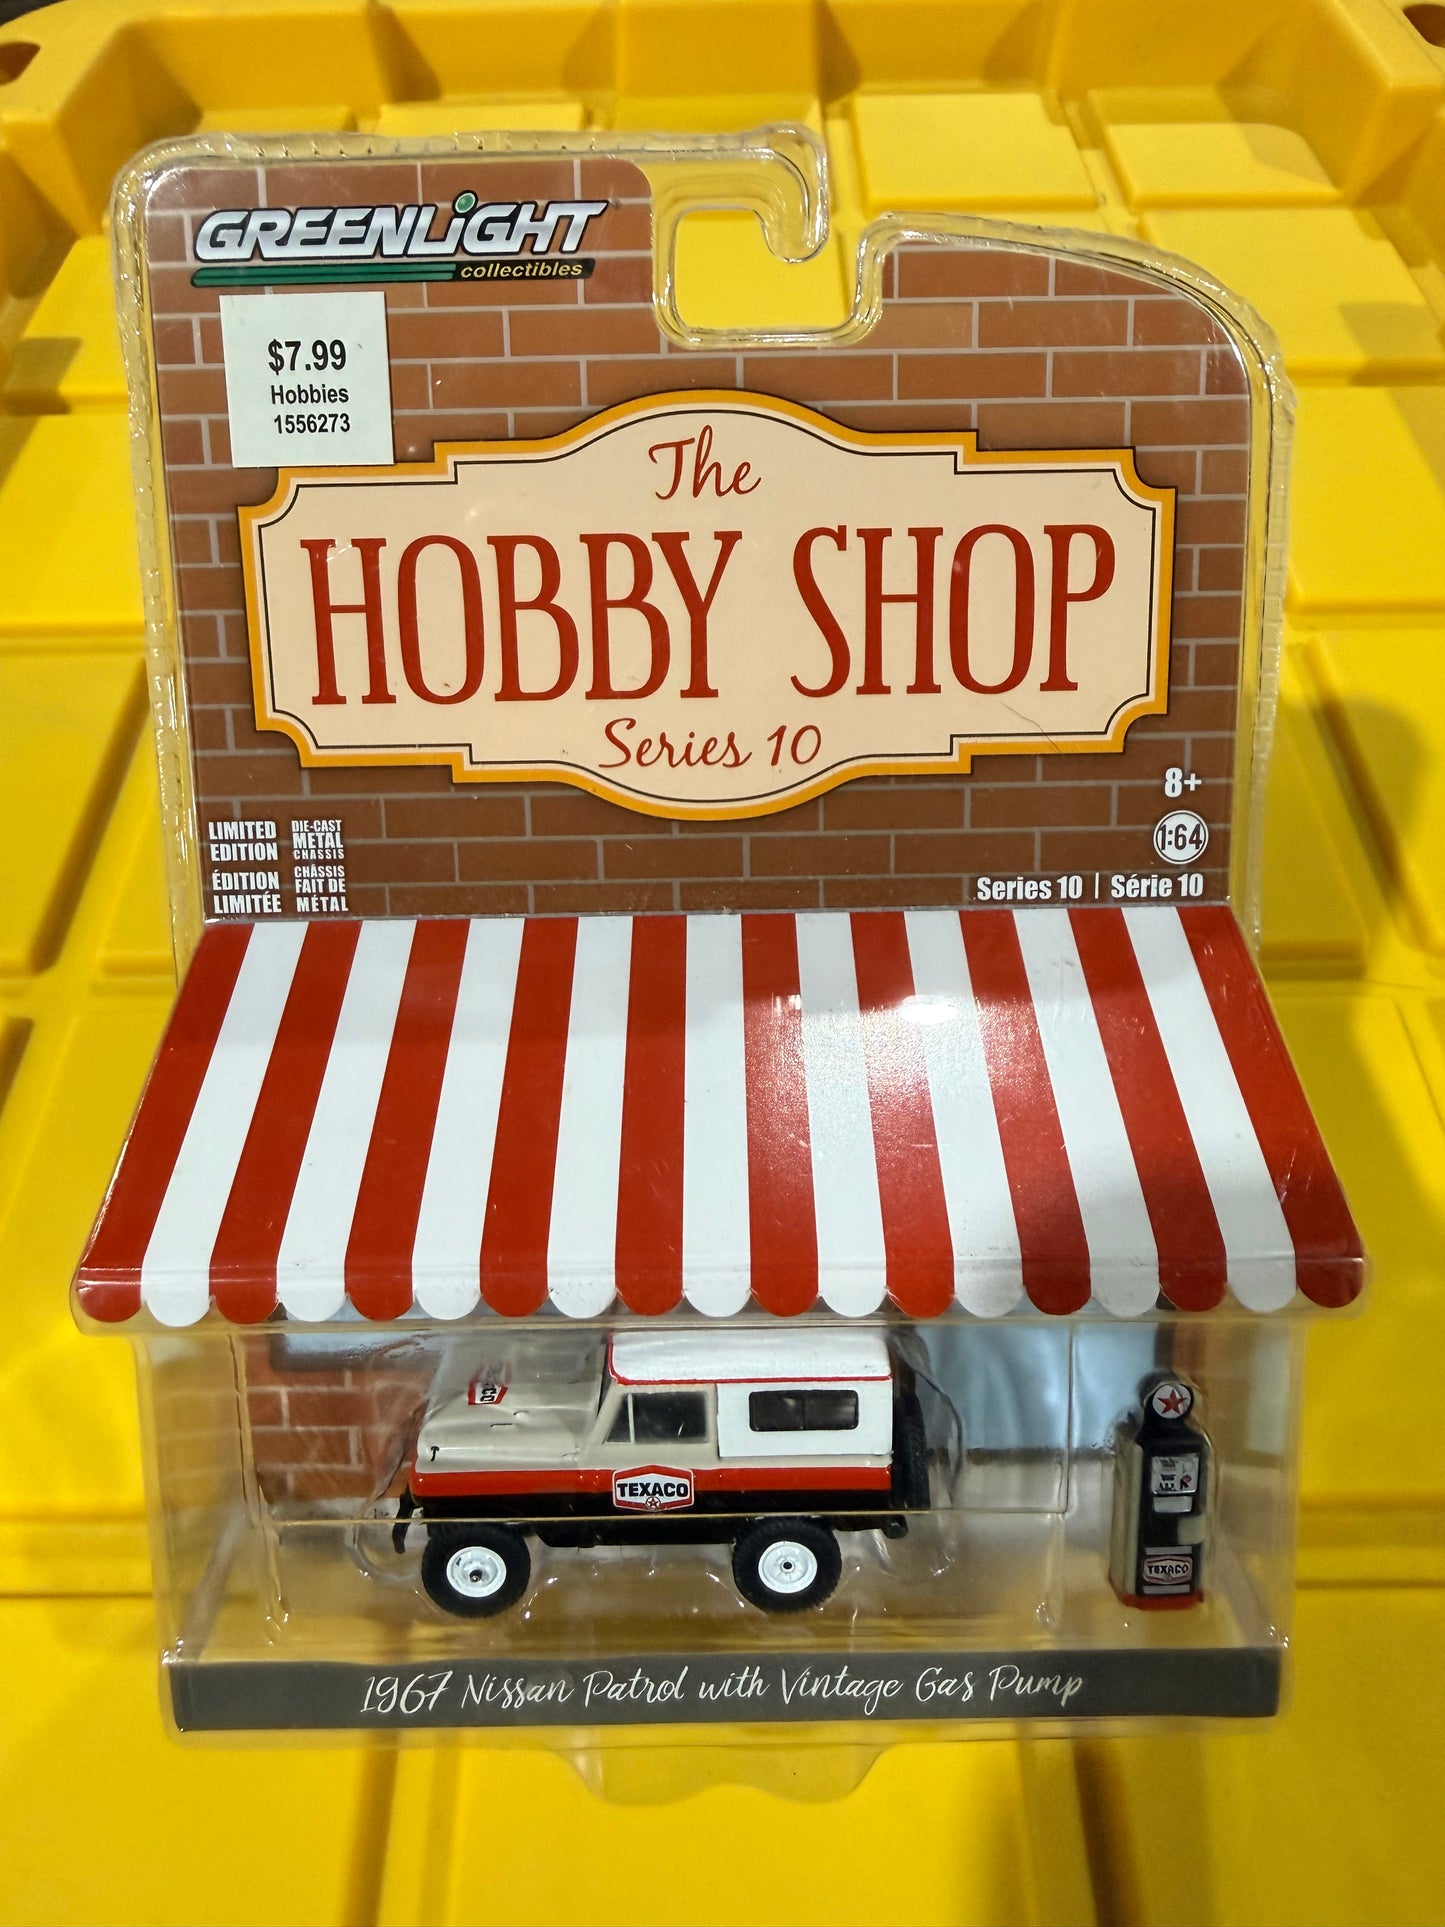 GREENLIGHT
collectibles
$7.99
Hobbies
1556273
The
HOBBY SHOP
Series 10
8+
1:64
LIMITED EDITION
DIE-CAST METAL CHASSIS
ÉDITION LIMITÉE
CHÂSSIS FAIT DE MÉTAL
Series 10 | Série 10
TEXACO
TEXACO
1967 Nissan Patrol with Vintage Gas Pump